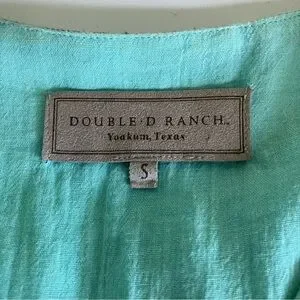 DOUBLE D RANCH.
Yoakum, Texas
S